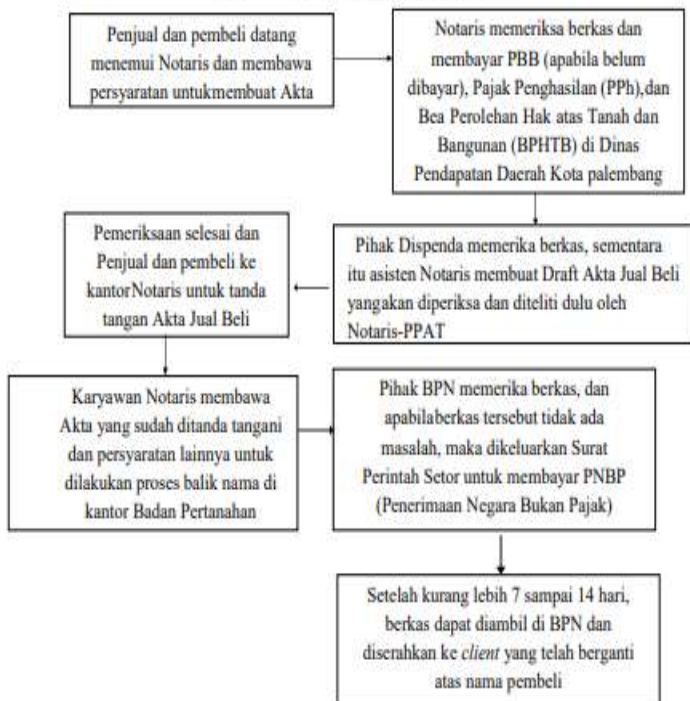 Penjual dan pembeli datang
menemui Notaris dan membawa
persyaratan untukmembuat Akta
Notaris memeriksa berkas dan
membayar PBB (apabila belum
dibayar), Pajak Penghasilan (PPh),dan
Bea Perolehan Hak atas Tanah dan
Bangunan (BPHTB) di Dinas
Pendapatan Daerah Kota palembang
Pihak Dispenda memerika berkas, sementara
itu asisten Notaris membuat Draft Akta Jual Beli
yangakan diperiksa dan diteliti dulu oleh
Notaris-PPAT
Pemeriksaan selesai dan
Penjual dan pembeli ke
kantorNotaris untuk tanda
tangan Akta Jual Beli
Karyawan Notaris membawa
Akta yang sudah ditanda tangani
dan persyaratan lainnya untuk
dilakukan proses balik nama di
kantor Badan Pertanahan
Pihak BPN memerika berkas, dan
apabilaberkas tersebut tidak ada
masalah, maka dikeluarkan Surat
Perintah Setor untuk membayar PNBP
(Penerimaan Negara Bukan Pajak)
Setelah kurang lebih 7 sampai 14 hari,
berkas dapat diambil di BPN dan
diserahkan ke client yang telah berganti
atas nama pembeli